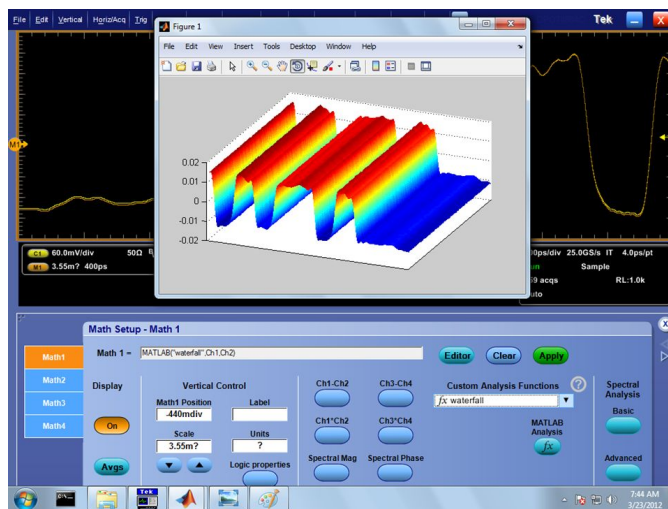 File Edit Vertical Horiz/Acq Trig
Tek
Figure 1
File Edit View Insert Tools Desktop Window Help
0.02
0.01
0
-0.01
-0.02
M1
C1 60.0mV/div 50Ω
M1 3.55m? 400ps
ps/div 25.0GS/s IT 4.0ps/pt
Sample
acqs RL:1.0k
Math Setup - Math 1
Math1
Math2
Math3
Math4
Math 1 = MATLAB("waterfall",Ch1,Ch2)
Editor Clear Apply
Display
On
Avgs
Vertical Control
Math1 Position
-440mdiv
Scale
3.55m?
Label
Units
?
Logic properties
Ch1-Ch2 Ch3-Ch4
Ch1*Ch2 Ch3*Ch4
Spectral Mag Spectral Phase
Custom Analysis Functions
fx waterfall
MATLAB
Analysis
fx
Spectral
Analysis
Basic
Advanced
C:\
Tek
7:44 AM
3/23/2012